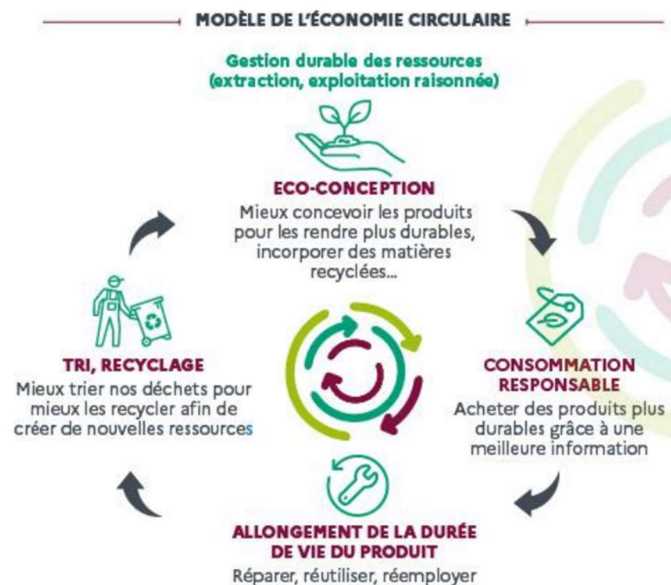 MODÈLE DE L'ÉCONOMIE CIRCULAIRE
Gestion durable des ressources
(extraction, exploitation raisonnée)
ECO-CONCEPTION
Mieux concevoir les produits
pour les rendre plus durables,
incorporer des matières
recyclées...
CONSOMMATION
RESPONSABLE
Acheter des produits plus
durables grâce à une
meilleure information
ALLONGEMENT DE LA DURÉE
DE VIE DU PRODUIT
Réparer, réutiliser, réemployer
TRI, RECYCLAGE
Mieux trier nos déchets pour
mieux les recycler afin de
créer de nouvelles ressources